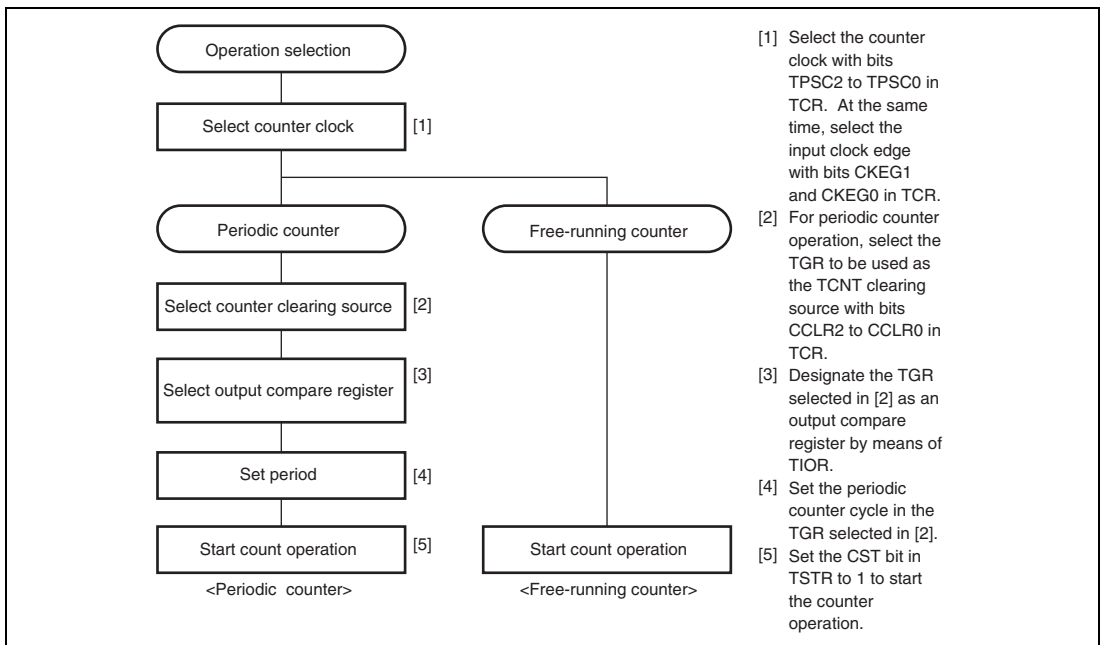 Operation selection
Select counter clock
[1]
Periodic counter
Free-running counter
Select counter clearing source
[2]
Select output compare register
[3]
Set period
[4]
Start count operation
[5]
Start count operation
<Periodic counter>
<Free-running counter>
[1] Select the counter
clock with bits
TPSC2 to TPSC0 in
TCR. At the same
time, select the
input clock edge
with bits CKEG1
and CKEG0 in TCR.
[2] For periodic counter
operation, select the
TGR to be used as
the TCNT clearing
source with bits
CCLR2 to CCLR0 in
TCR.
[3] Designate the TGR
selected in [2] as an
output compare
register by means of
TIOR.
[4] Set the periodic
counter cycle in the
TGR selected in [2].
[5] Set the CST bit in
TSTR to 1 to start
the counter
operation.